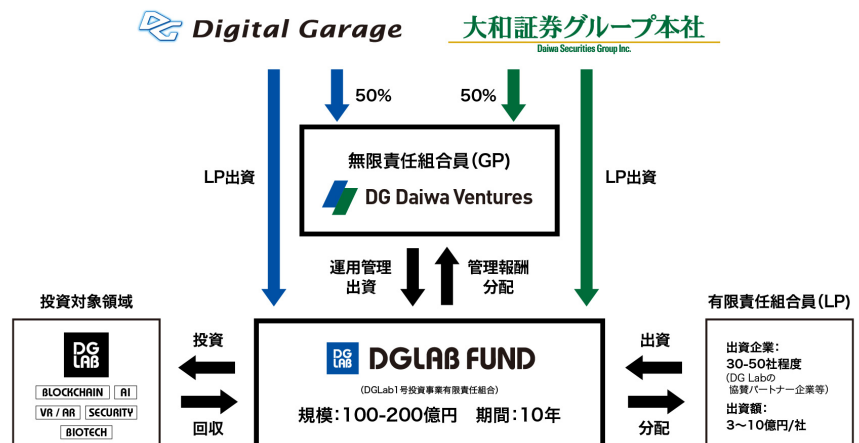 Digital Garage
大和証券グループ本社
Daiwa Securities Group Inc.
50%
50%
無限責任組合員(GP)
DG Daiwa Ventures
LP出資
LP出資
運用管理
出資
管理報酬
分配
投資対象領域
DG
LAB
BLOCKCHAIN
AI
VR / AR
SECURITY
BIOTECH
投資
回収
DG
LAB
DGLAB FUND
(DGLab1号投資事業有限責任組合)
規模:100-200億円 期間:10年
出資
分配
有限責任組合員(LP)
出資企業:
30-50社程度
(DG Labの
協賛パートナー企業等)
出資額:
3〜10億円/社